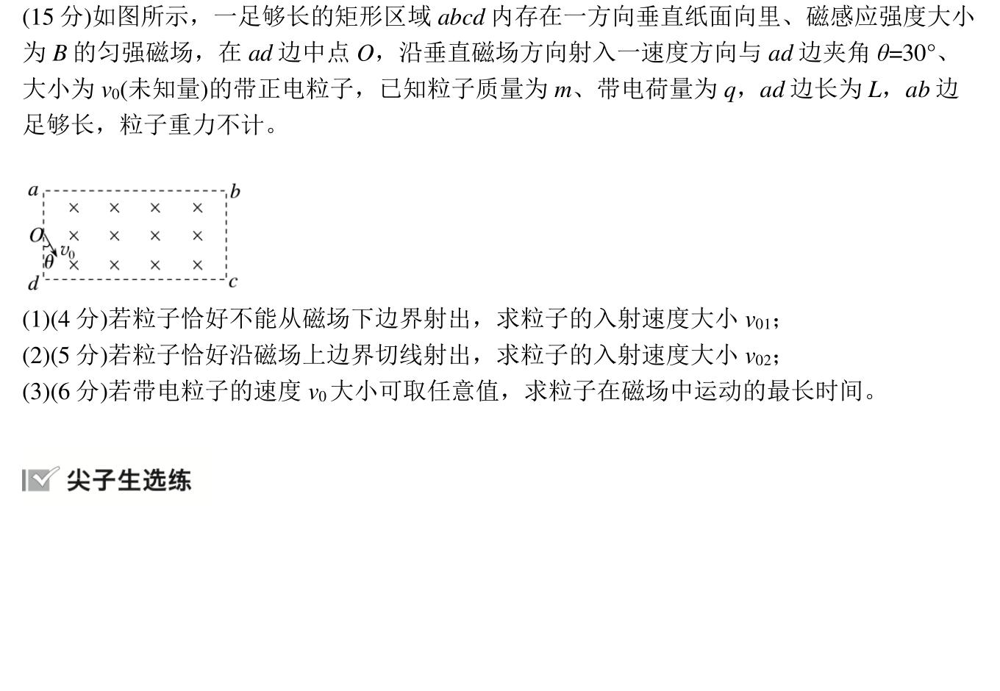 (15 分)如图所示，一足够长的矩形区域 abcd 内存在一方向垂直纸面向里、磁感应强度大小
为 B 的匀强磁场，在 ad 边中点 O，沿垂直磁场方向射入一速度方向与 ad 边夹角 θ=30°、
大小为 v₀(未知量)的带正电粒子，已知粒子质量为 m、带电荷量为 q，ad 边长为 L，ab 边
足够长，粒子重力不计。
a b
× × × ×
O × × × ×
v₀
θ × × × ×
d c
(1)(4 分)若粒子恰好不能从磁场下边界射出，求粒子的入射速度大小 v₀₁；
(2)(5 分)若粒子恰好沿磁场上边界切线射出，求粒子的入射速度大小 v₀₂；
(3)(6 分)若带电粒子的速度 v₀大小可取任意值，求粒子在磁场中运动的最长时间。
尖子生选练